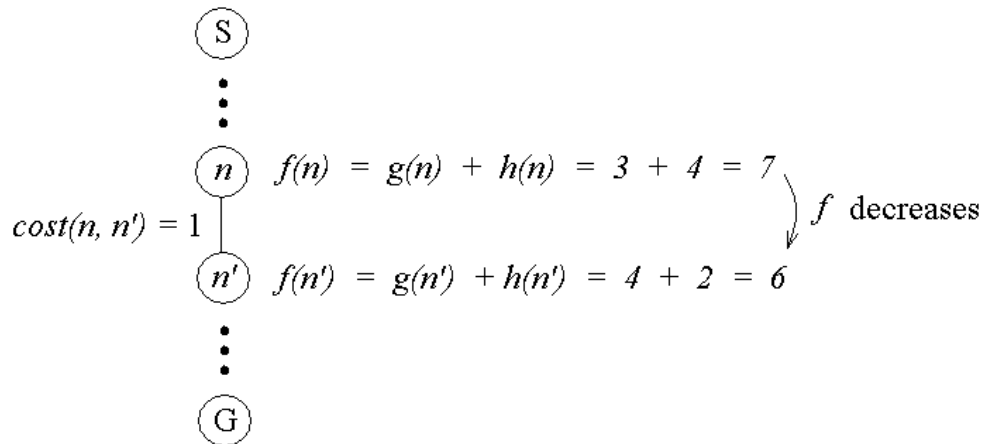 S
n f(n) = g(n) + h(n) = 3 + 4 = 7
f decreases
cost(n, n') = 1
n' f(n') = g(n') + h(n') = 4 + 2 = 6
G